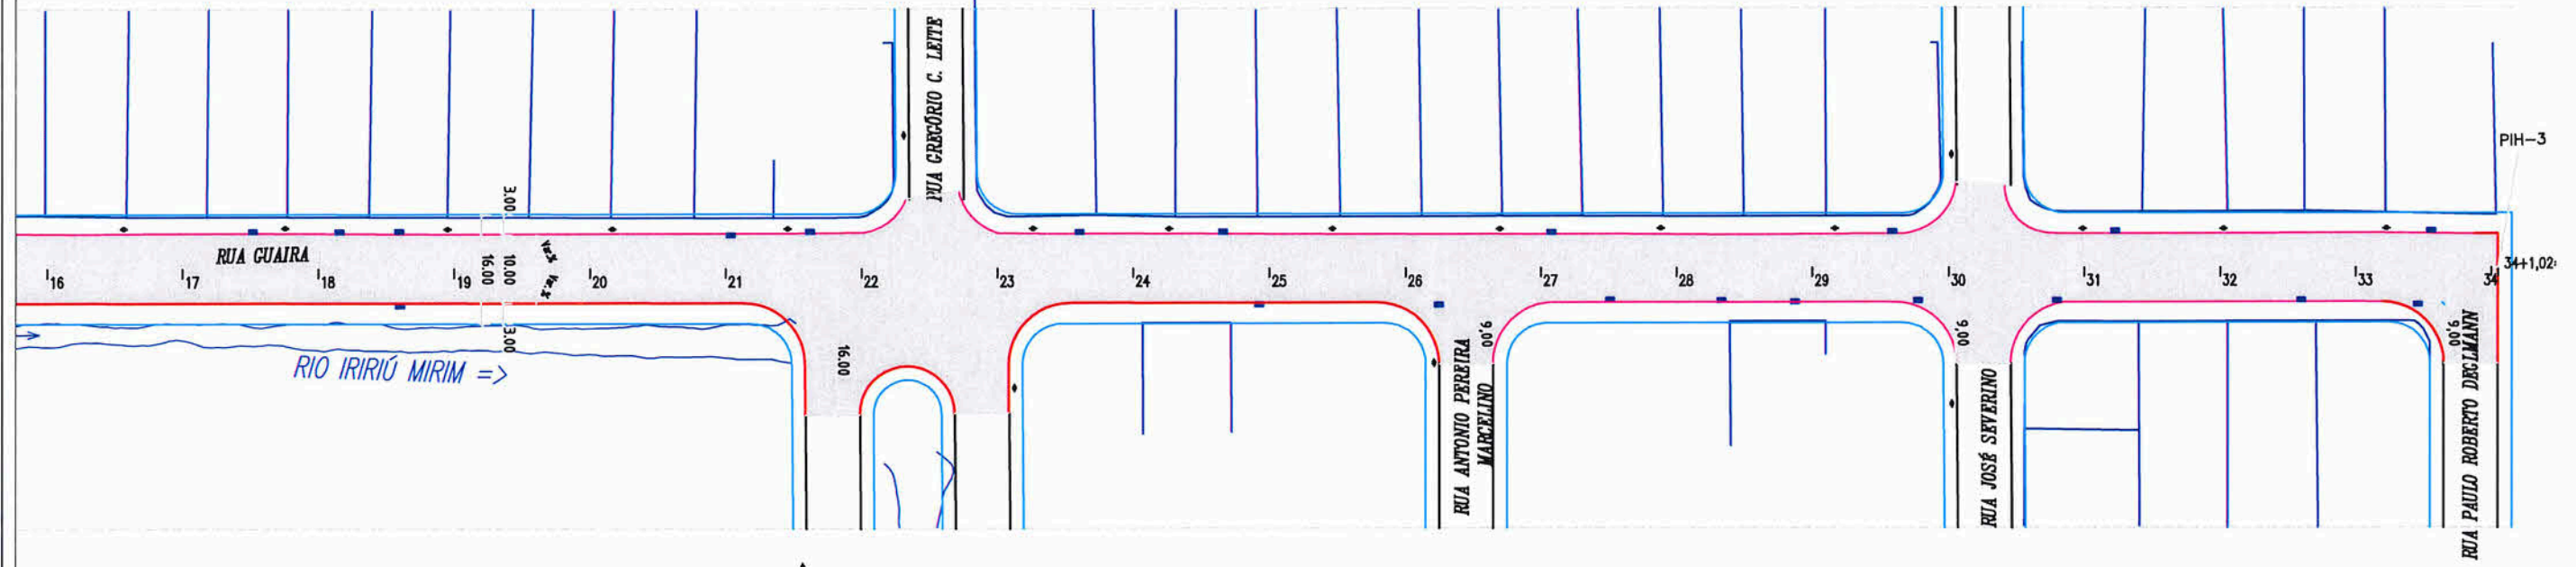 RUA GREGÓRIO C. LEITE
PIH-3
3.00
RUA GUAIRA
16.00
10.00
Var.%
Var.%
34+1,02
16
17
18
19
20
21
22
23
24
25
26
27
28
29
30
31
32
33
34
3.00
RIO IRIRIÚ MIRIM =>
16.00
9,00
9,00
9,00
RUA ANTONIO PEREIRA
MARCELINO
RUA JOSÉ SEVERINO
RUA PAULO ROBERTO DEGLMANN